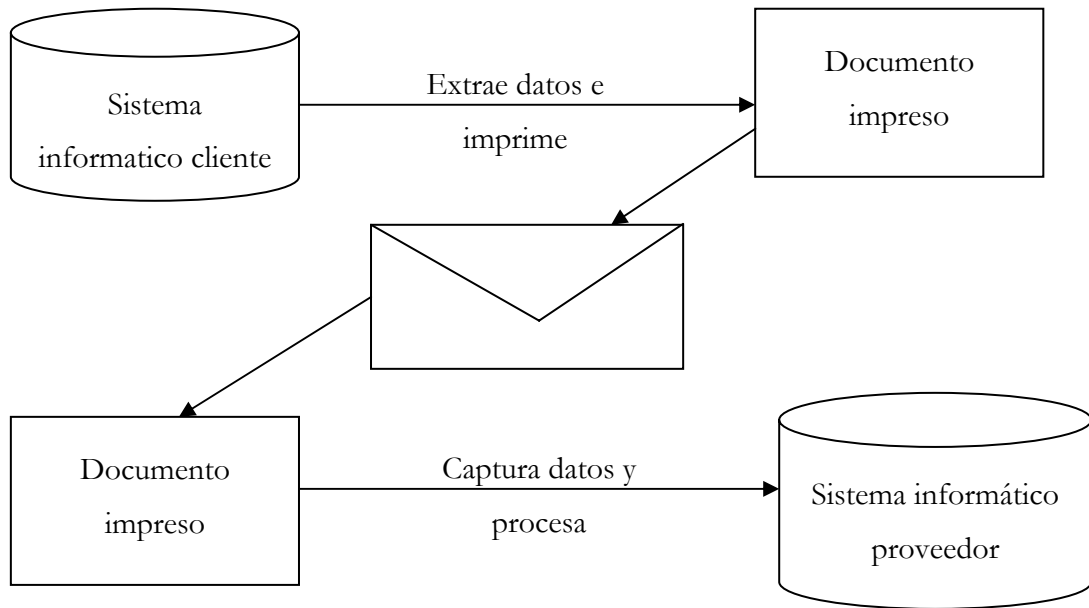 Sistema
informatico cliente
Extrae datos e
imprime
Documento
impreso
Documento
impreso
Captura datos y
procesa
Sistema informático
proveedor